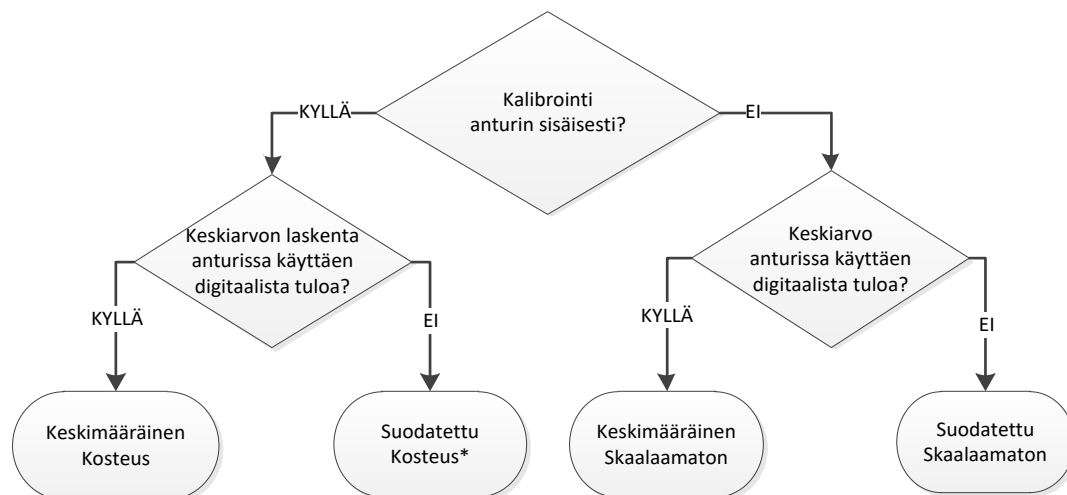 Kalibrointi
anturin sisäisesti?
KYLLÄ
EI
Keskiarvon laskenta
anturissa käyttäen
digitaalista tuloa?
Keskiarvo
anturissa käyttäen
digitaalista tuloa?
KYLLÄ
EI
KYLLÄ
EI
Keskimääräinen
Kosteus
Suodatettu
Kosteus*
Keskimääräinen
Skaalaamaton
Suodatettu
Skaalaamaton